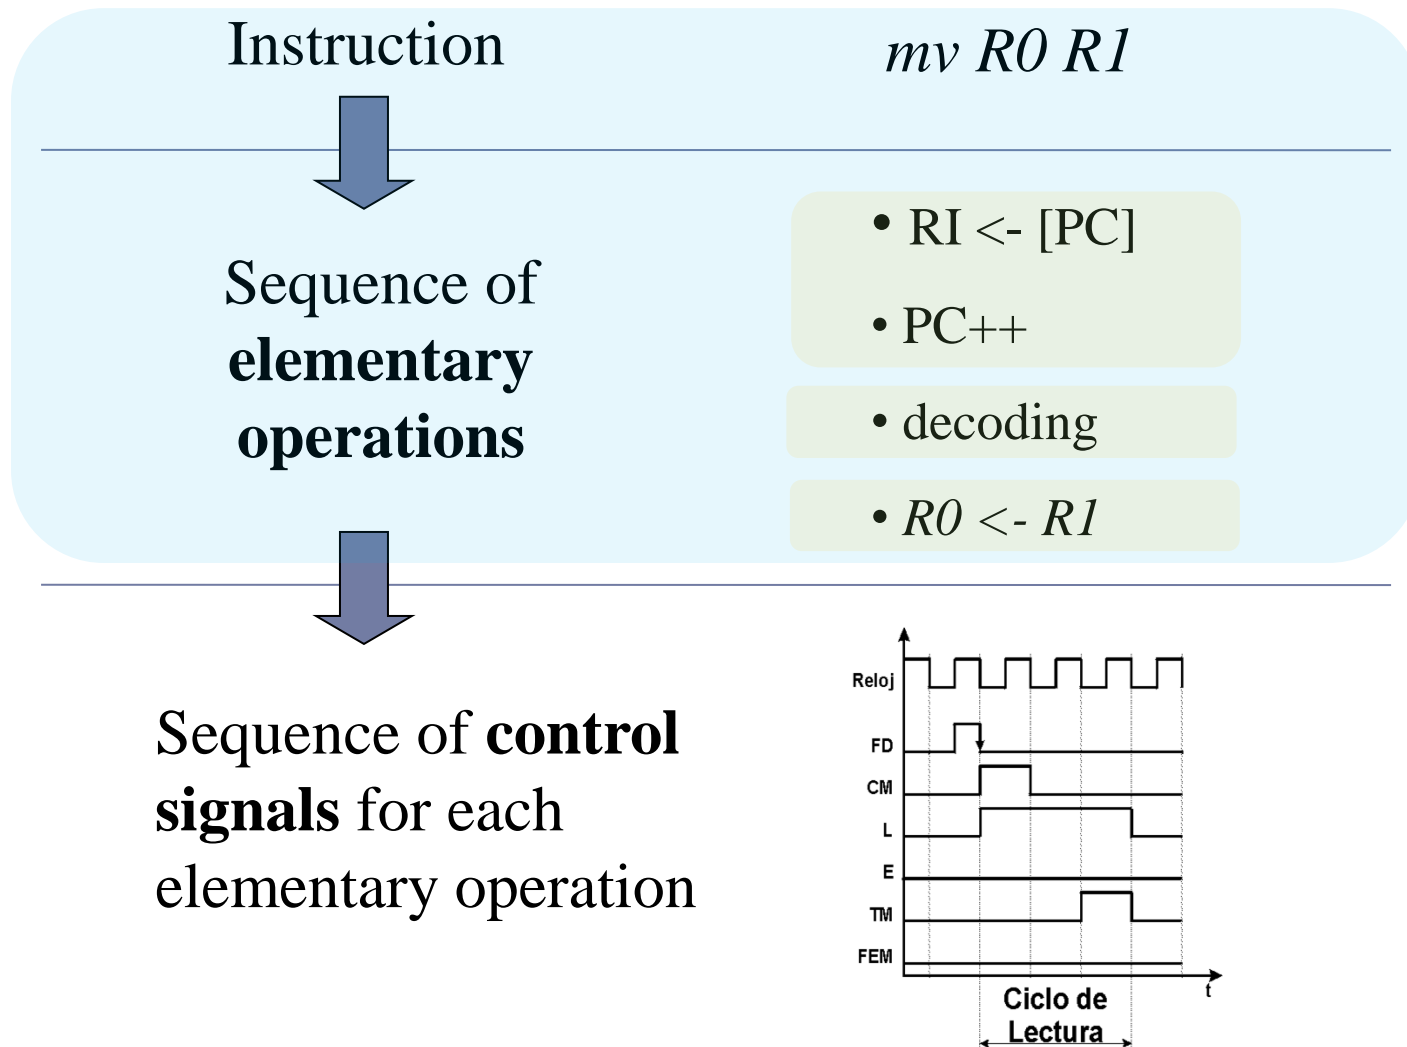 Instruction
mv R0 R1
Sequence of
elementary
operations
• RI <- [PC]
• PC++
• decoding
• R0 <- R1
Sequence of control
signals for each
elementary operation
Reloj
FD
CM
L
E
TM
FEM
t
Ciclo de
Lectura